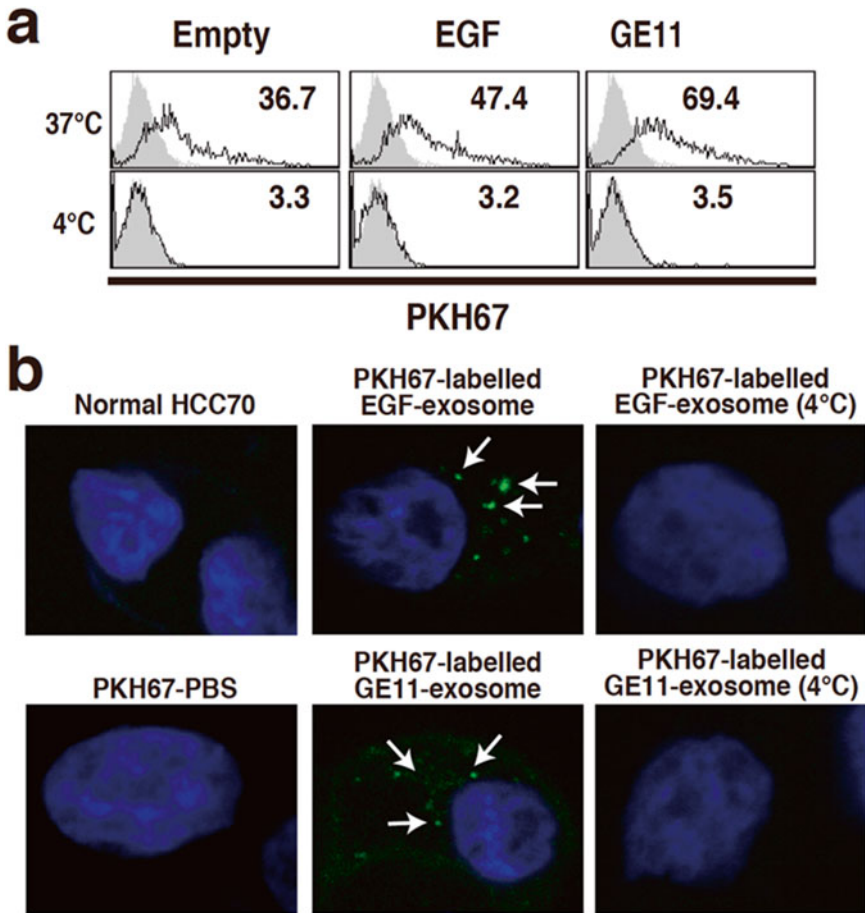 a
Empty EGF GE11
37°C 36.7 47.4 69.4
4°C 3.3 3.2 3.5
PKH67
b
Normal HCC70
PKH67-labelled
EGF-exosome
PKH67-labelled
EGF-exosome (4°C)
PKH67-PBS
PKH67-labelled
GE11-exosome
PKH67-labelled
GE11-exosome (4°C)